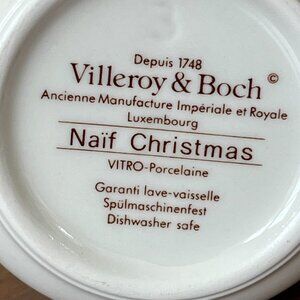 Depuis 1748
Villeroy & Boch ©
Ancienne Manufacture Impériale et Royale
Luxembourg
Naïf Christmas
VITRO-Porcelaine
Garanti lave-vaisselle
Spülmaschinenfest
Dishwasher safe